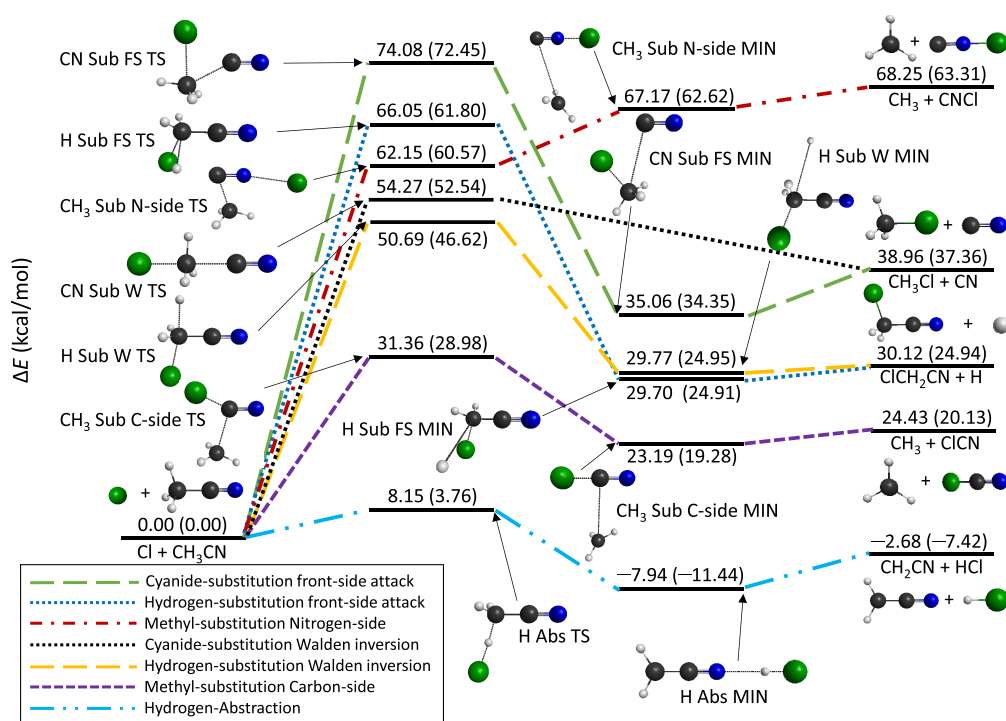 CN Sub FS TS
74.08 (72.45)
CH₃ Sub N-side MIN
67.17 (62.62)
68.25 (63.31)
CH₃ + CNCl
H Sub FS TS
66.05 (61.80)
CN Sub FS MIN
H Sub W MIN
62.15 (60.57)
CH₃ Sub N-side TS
54.27 (52.54)
50.69 (46.62)
CN Sub W TS
38.96 (37.36)
CH₃Cl + CN
35.06 (34.35)
H Sub W TS
31.36 (28.98)
29.77 (24.95)
29.70 (24.91)
30.12 (24.94)
ClCH₂CN + H
ΔE (kcal/mol)
CH₃ Sub C-side TS
H Sub FS MIN
24.43 (20.13)
CH₃ + ClCN
23.19 (19.28)
CH₃ Sub C-side MIN
+
+
+
+
+
+
0.00 (0.00)
Cl + CH₃CN
8.15 (3.76)
−2.68 (−7.42)
CH₂CN + HCl
−7.94 (−11.44)
H Abs TS
H Abs MIN
Cyanide-substitution front-side attack
Hydrogen-substitution front-side attack
Methyl-substitution Nitrogen-side
Cyanide-substitution Walden inversion
Hydrogen-substitution Walden inversion
Methyl-substitution Carbon-side
Hydrogen-Abstraction